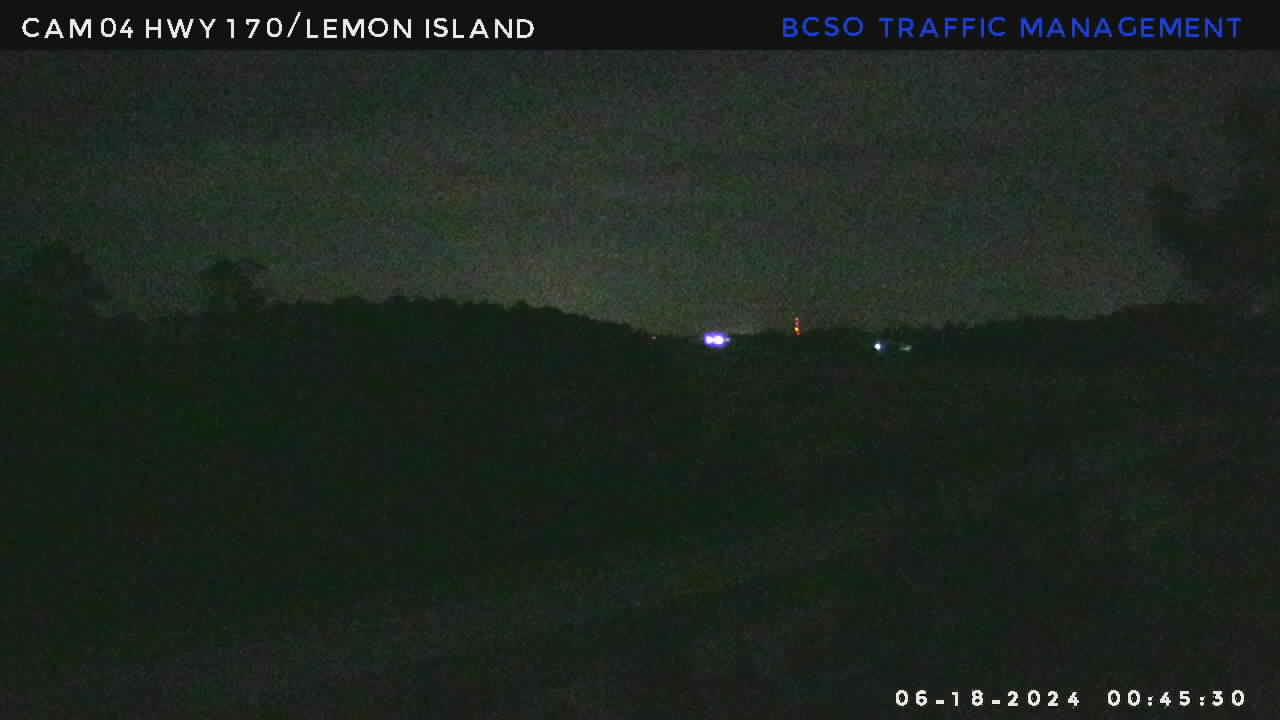 CAM04 HWY 170/LEMON ISLAND
BCSO TRAFFIC MANAGEMENT
06-18-2024 00:45:30